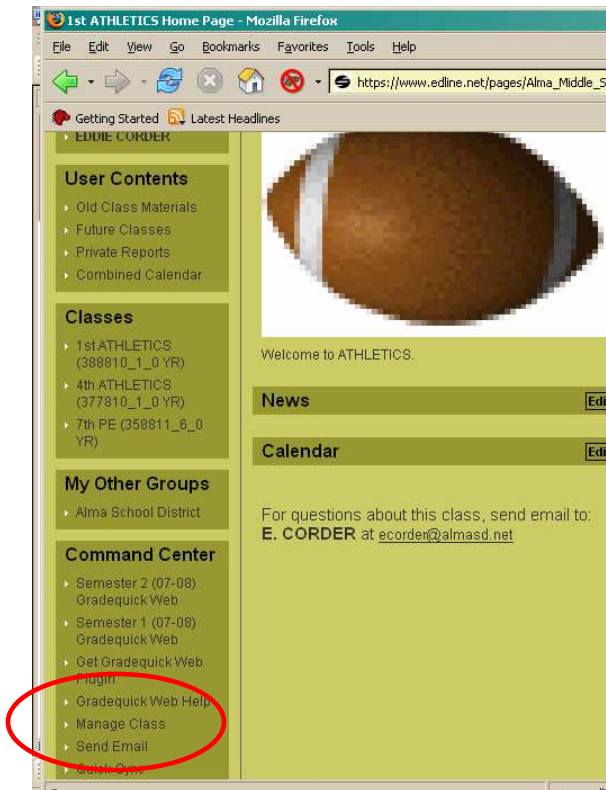 1st ATHLETICS Home Page - Mozilla Firefox
File Edit View Go Bookmarks Favorites Tools Help
https://www.edline.net/pages/Alma_Middle_S
Getting Started Latest Headlines
EDDIE CORDER
User Contents
Old Class Materials
Future Classes
Private Reports
Combined Calendar
Classes
1st ATHLETICS
(388810_1_0 YR)
4th ATHLETICS
(377810_1_0 YR)
7th PE (358811_6_0
YR)
My Other Groups
Alma School District
Command Center
Semester 2 (07-08)
Gradequick Web
Semester 1 (07-08)
Gradequick Web
Get Gradequick Web
Plugin
Gradequick Web Help
Manage Class
Send Email
Quick Sync
Welcome to ATHLETICS.
News Edi
Calendar Edi
For questions about this class, send email to:
E. CORDER at ecorder@almasd.net